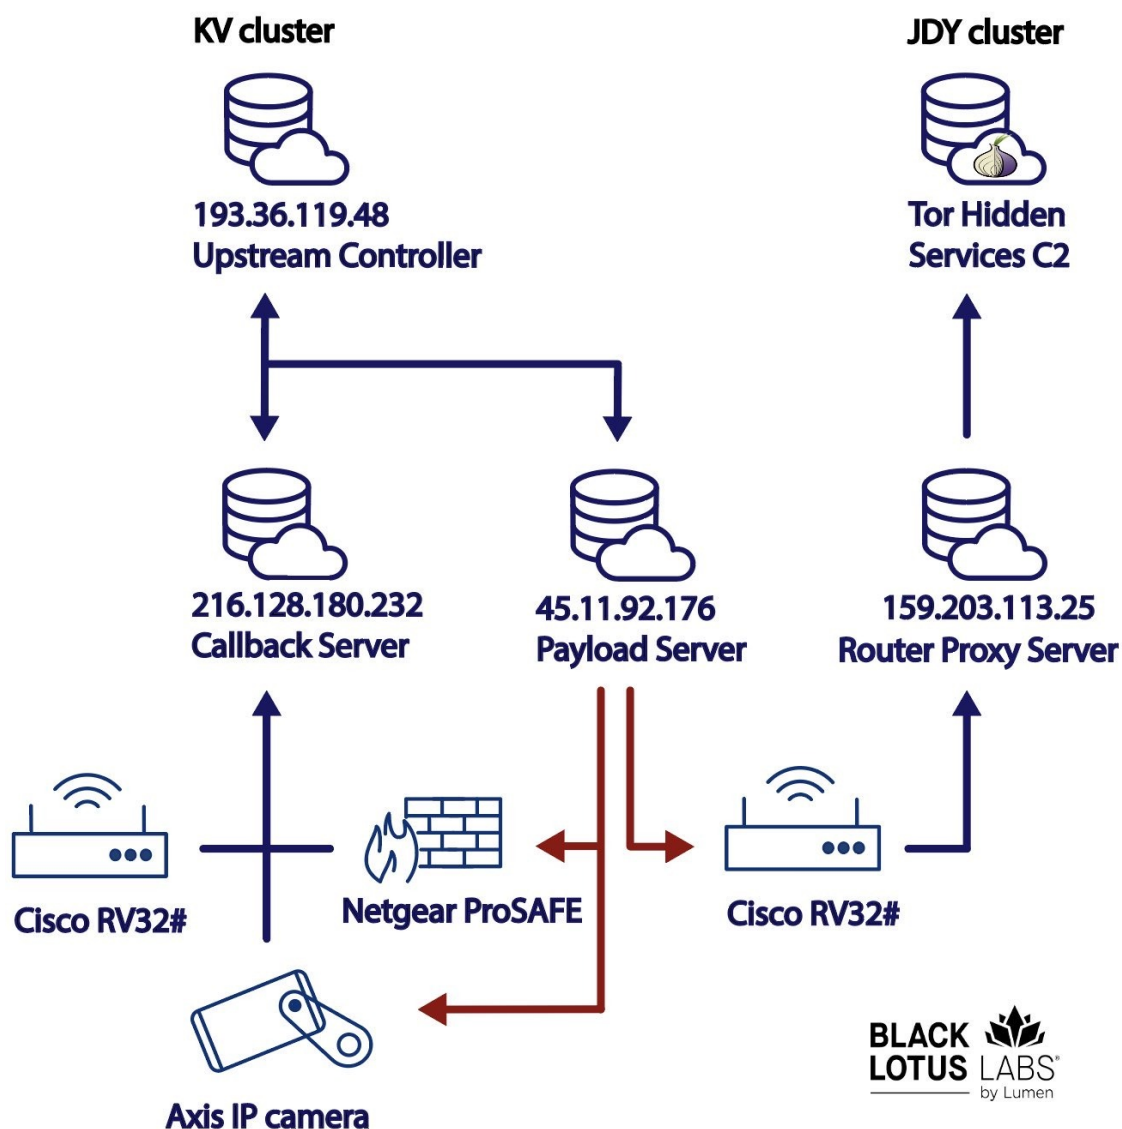 KV cluster
JDY cluster
193.36.119.48
Upstream Controller
Tor Hidden
Services C2
216.128.180.232
Callback Server
45.11.92.176
Payload Server
159.203.113.25
Router Proxy Server
Cisco RV32#
Netgear ProSAFE
Cisco RV32#
Axis IP camera
BLACK
LOTUS LABS®
by Lumen